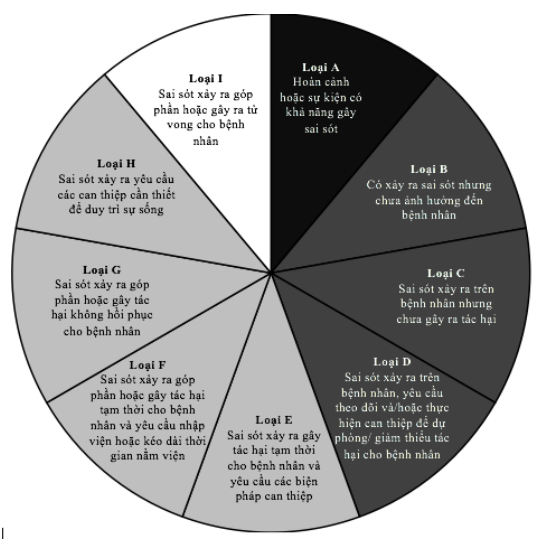 Loại A
Hoàn cảnh
hoặc sự kiện có
khả năng gây
sai sót
Loại B
Có xảy ra sai sót nhưng
chưa ảnh hưởng đến
bệnh nhân
Loại C
Sai sót xảy ra trên
bệnh nhân nhưng
chưa gây ra tác hại
Loại D
Sai sót xảy ra trên
bệnh nhân, yêu cầu
theo dõi và/hoặc thực
hiện can thiệp để dự
phòng/ giảm thiểu tác
hại cho bệnh nhân
Loại E
Sai sót xảy ra gây
tác hại tạm thời
cho bệnh nhân và
yêu cầu các biện
pháp can thiệp
Loại F
Sai sót xảy ra góp
phần hoặc gây tác hại
tạm thời cho bệnh
nhân và yêu cầu nhập
viện hoặc kéo dài thời
gian nằm viện
Loại G
Sai sót xảy ra góp
phần hoặc gây tác
hại không hồi phục
cho bệnh nhân
Loại H
Sai sót xảy ra yêu cầu
các can thiệp cần thiết
để duy trì sự sống
Loại I
Sai sót xảy ra góp
phần hoặc gây ra tử
vong cho bệnh
nhân